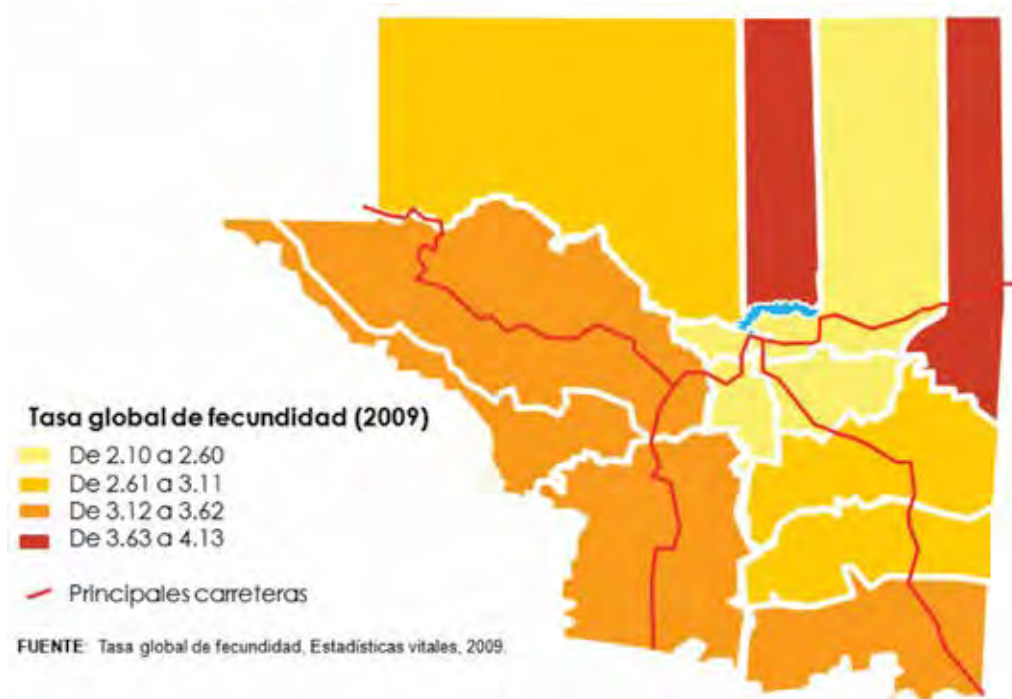 Tasa global de fecundidad (2009)
De 2.10 a 2.60
De 2.61 a 3.11
De 3.12 a 3.62
De 3.63 a 4.13
Principales carreteras
FUENTE: Tasa global de fecundidad, Estadísticas vitales, 2009.